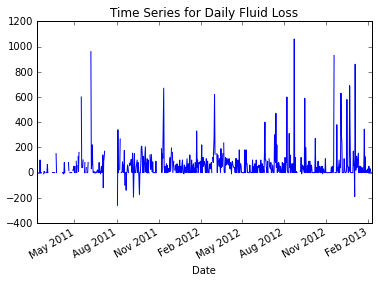 Time Series for Daily Fluid Loss
1200
1000
800
600
400
200
0
−200
−400
May 2011
Aug 2011
Nov 2011
Feb 2012
May 2012
Aug 2012
Nov 2012
Feb 2013
Date